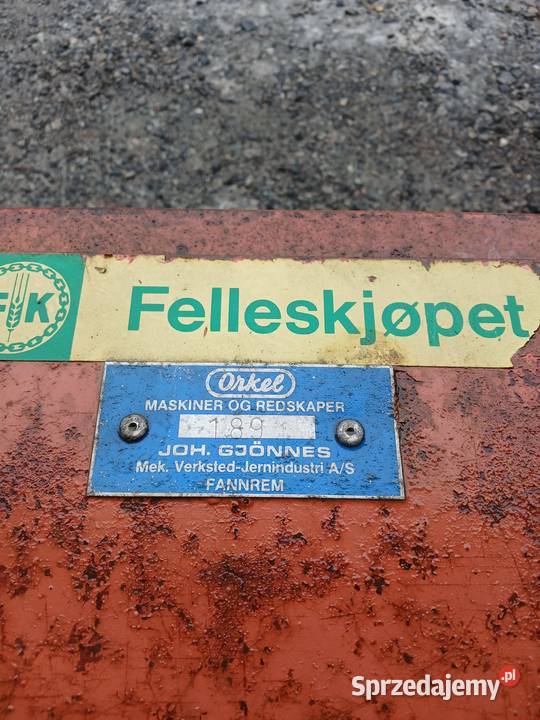 FK
Felleskjøpet
Orkel
MASKINER OG REDSKAPER
189
JOH. GJÖNNES
Mek. Verksted-Jernindustri A/S
FANNREM
Sprzedajemy.pl